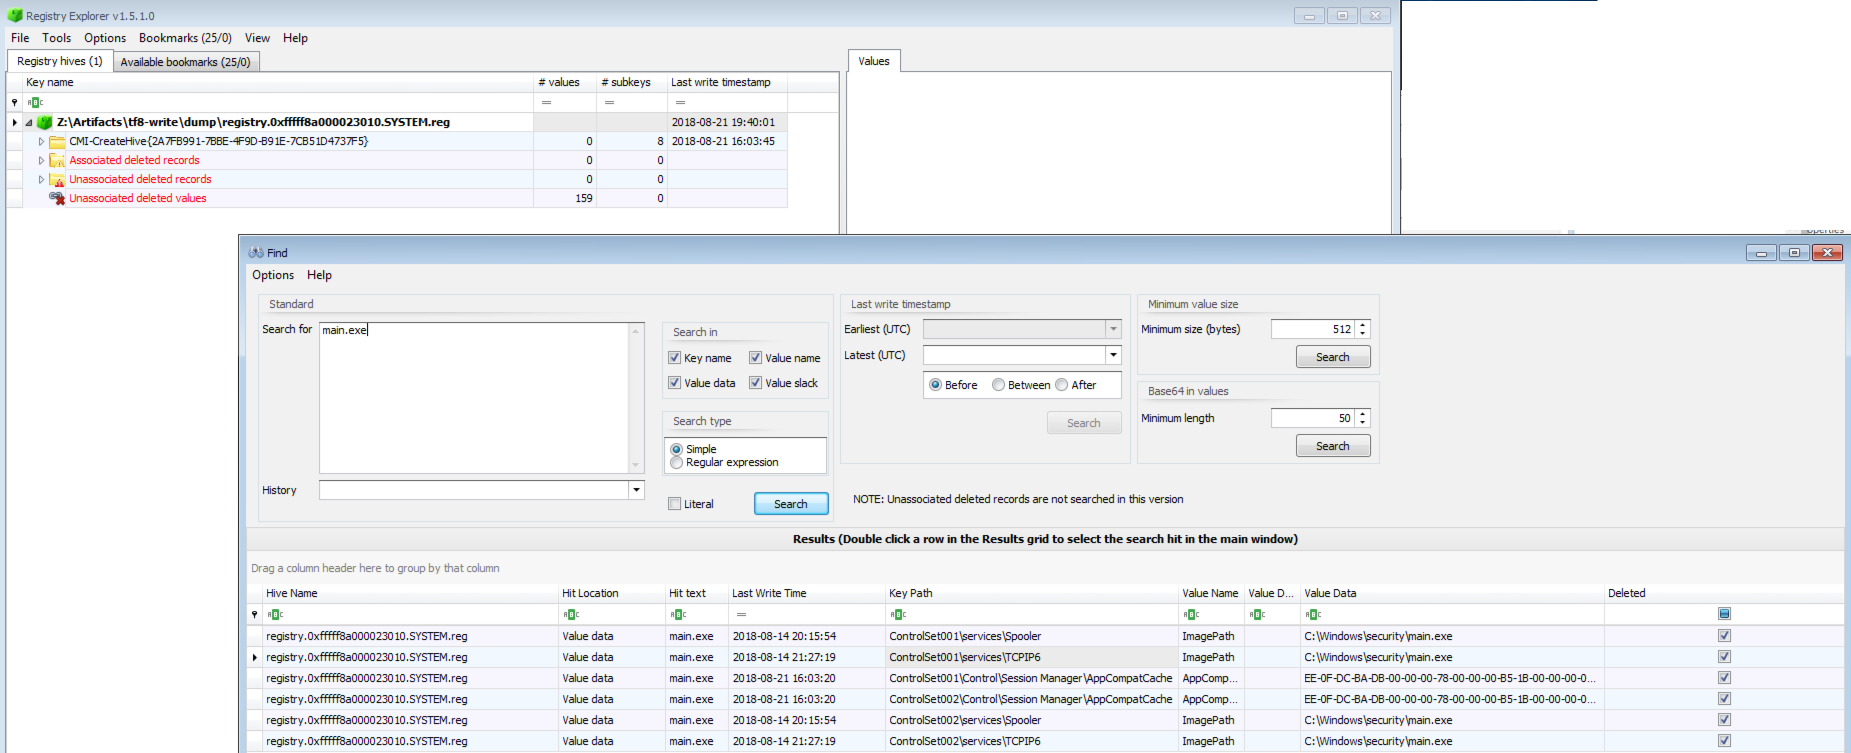 Registry Explorer v1.5.1.0
File Tools Options Bookmarks (25/0) View Help
Registry hives (1) Available bookmarks (25/0)
Values
Key name # values # subkeys Last write timestamp
Z:\Artifacts\tf8-write\dump\registry.0xfffff8a000023010.SYSTEM.reg 2018-08-21 19:40:01
CMI-CreateHive{2A7FB991-7BBE-4F9D-B91E-7CB51D4737F5} 0 8 2018-08-21 16:03:45
Associated deleted records 0 0
Unassociated deleted records 0 0
Unassociated deleted values 159 0
Find
Options Help
Standard
Search for main.exe
Search in
Key name Value name
Value data Value slack
Search type
Simple
Regular expression
History
Literal Search
Last write timestamp
Earliest (UTC)
Latest (UTC)
Before Between After
Search
Minimum value size
Minimum size (bytes) 512
Search
Base64 in values
Minimum length 50
Search
NOTE: Unassociated deleted records are not searched in this version
Results (Double click a row in the Results grid to select the search hit in the main window)
Drag a column header here to group by that column
Hive Name Hit Location Hit text Last Write Time Key Path Value Name Value D... Value Data Deleted
registry.0xfffff8a000023010.SYSTEM.reg Value data main.exe 2018-08-14 20:15:54 ControlSet001\services\Spooler ImagePath C:\Windows\security\main.exe
registry.0xfffff8a000023010.SYSTEM.reg Value data main.exe 2018-08-14 21:27:19 ControlSet001\services\TCPIP6 ImagePath C:\Windows\security\main.exe
registry.0xfffff8a000023010.SYSTEM.reg Value data main.exe 2018-08-21 16:03:20 ControlSet001\Control\Session Manager\AppCompatCache AppComp... EE-0F-DC-BA-DB-00-00-00-78-00-00-00-B5-1B-00-00-00-0...
registry.0xfffff8a000023010.SYSTEM.reg Value data main.exe 2018-08-21 16:03:20 ControlSet002\Control\Session Manager\AppCompatCache AppComp... EE-0F-DC-BA-DB-00-00-00-78-00-00-00-B5-1B-00-00-00-0...
registry.0xfffff8a000023010.SYSTEM.reg Value data main.exe 2018-08-14 20:15:54 ControlSet002\services\Spooler ImagePath C:\Windows\security\main.exe
registry.0xfffff8a000023010.SYSTEM.reg Value data main.exe 2018-08-14 21:27:19 ControlSet002\services\TCPIP6 ImagePath C:\Windows\security\main.exe